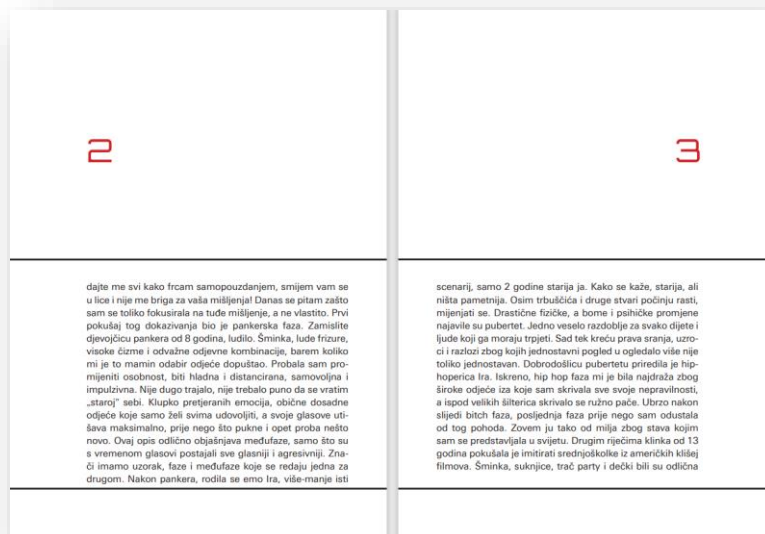 2
dajte me svi kako frcam samopouzdanjem, smijem vam se
u lice i nije me briga za vaša mišljenja! Danas se pitam zašto
sam se toliko fokusirala na tuđe mišljenje, a ne vlastito. Prvi
pokušaj tog dokazivanja bio je pankerska faza. Zamislite
djevojčicu pankera od 8 godina, ludilo. Šminka, lude frizure,
visoke čizme i odvažne odjevne kombinacije, barem koliko
mi je to mamin odabir odjeće dopuštao. Probala sam pro-
mijeniti osobnost, biti hladna i distancirana, samovoljna i
impulzivna. Nije dugo trajalo, nije trebalo puno da se vratim
„staroj” sebi. Klupko pretjeranih emocija, obične dosadne
odjeće koje samo želi svima udovoljiti, a svoje glasove uti-
šava maksimalno, prije nego što pukne i opet proba nešto
novo. Ovaj opis odlično objašnjava međufaze, samo što su
s vremenom glasovi postajali sve glasniji i agresivniji. Zna-
či imamo uzorak, faze i međufaze koje se redaju jedna za
drugom. Nakon pankera, rodila se emo Ira, više-manje isti
3
scenarij, samo 2 godine starija ja. Kako se kaže, starija, ali
ništa pametnija. Osim trbuščića i druge stvari počinju rasti,
mijenjati se. Drastične fizičke, a bome i psihičke promjene
najavile su pubertet. Jedno veselo razdoblje za svako dijete i
ljude koji ga moraju trpjeti. Sad tek kreću prava sranja, uzro-
ci i razlozi zbog kojih jednostavni pogled u ogledalo više nije
toliko jednostavan. Dobrodošlicu pubertetu priredila je hip-
hoperica Ira. Iskreno, hip hop faza mi je bila najdraža zbog
široke odjeće iza koje sam skrivala sve svoje nepravilnosti,
a ispod velikih šilterica skrivalo se ružno pače. Ubrzo nakon
slijedi bitch faza, posljednja faza prije nego sam odustala
od tog pohoda. Zovem ju tako od milja zbog stava kojim
sam se predstavljala u svijetu. Drugim riječima klinka od 13
godina pokušala je imitirati srednjoškolke iz američkih klišej
filmova. Šminka, suknjice, trač party i dečki bili su odlična